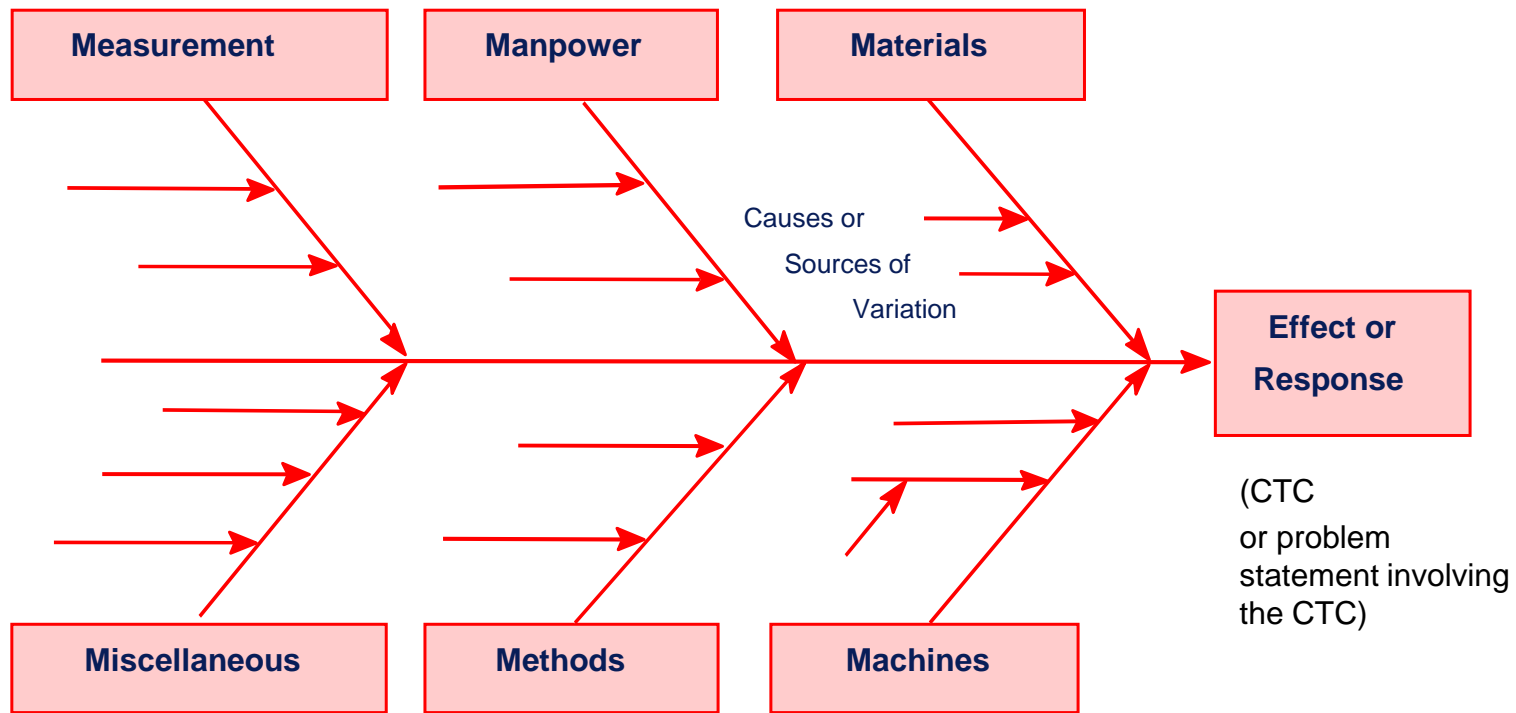 Measurement
Manpower
Materials
Causes or
Sources of
Variation
Effect or
Response
(CTC
or problem
statement involving
the CTC)
Miscellaneous
Methods
Machines